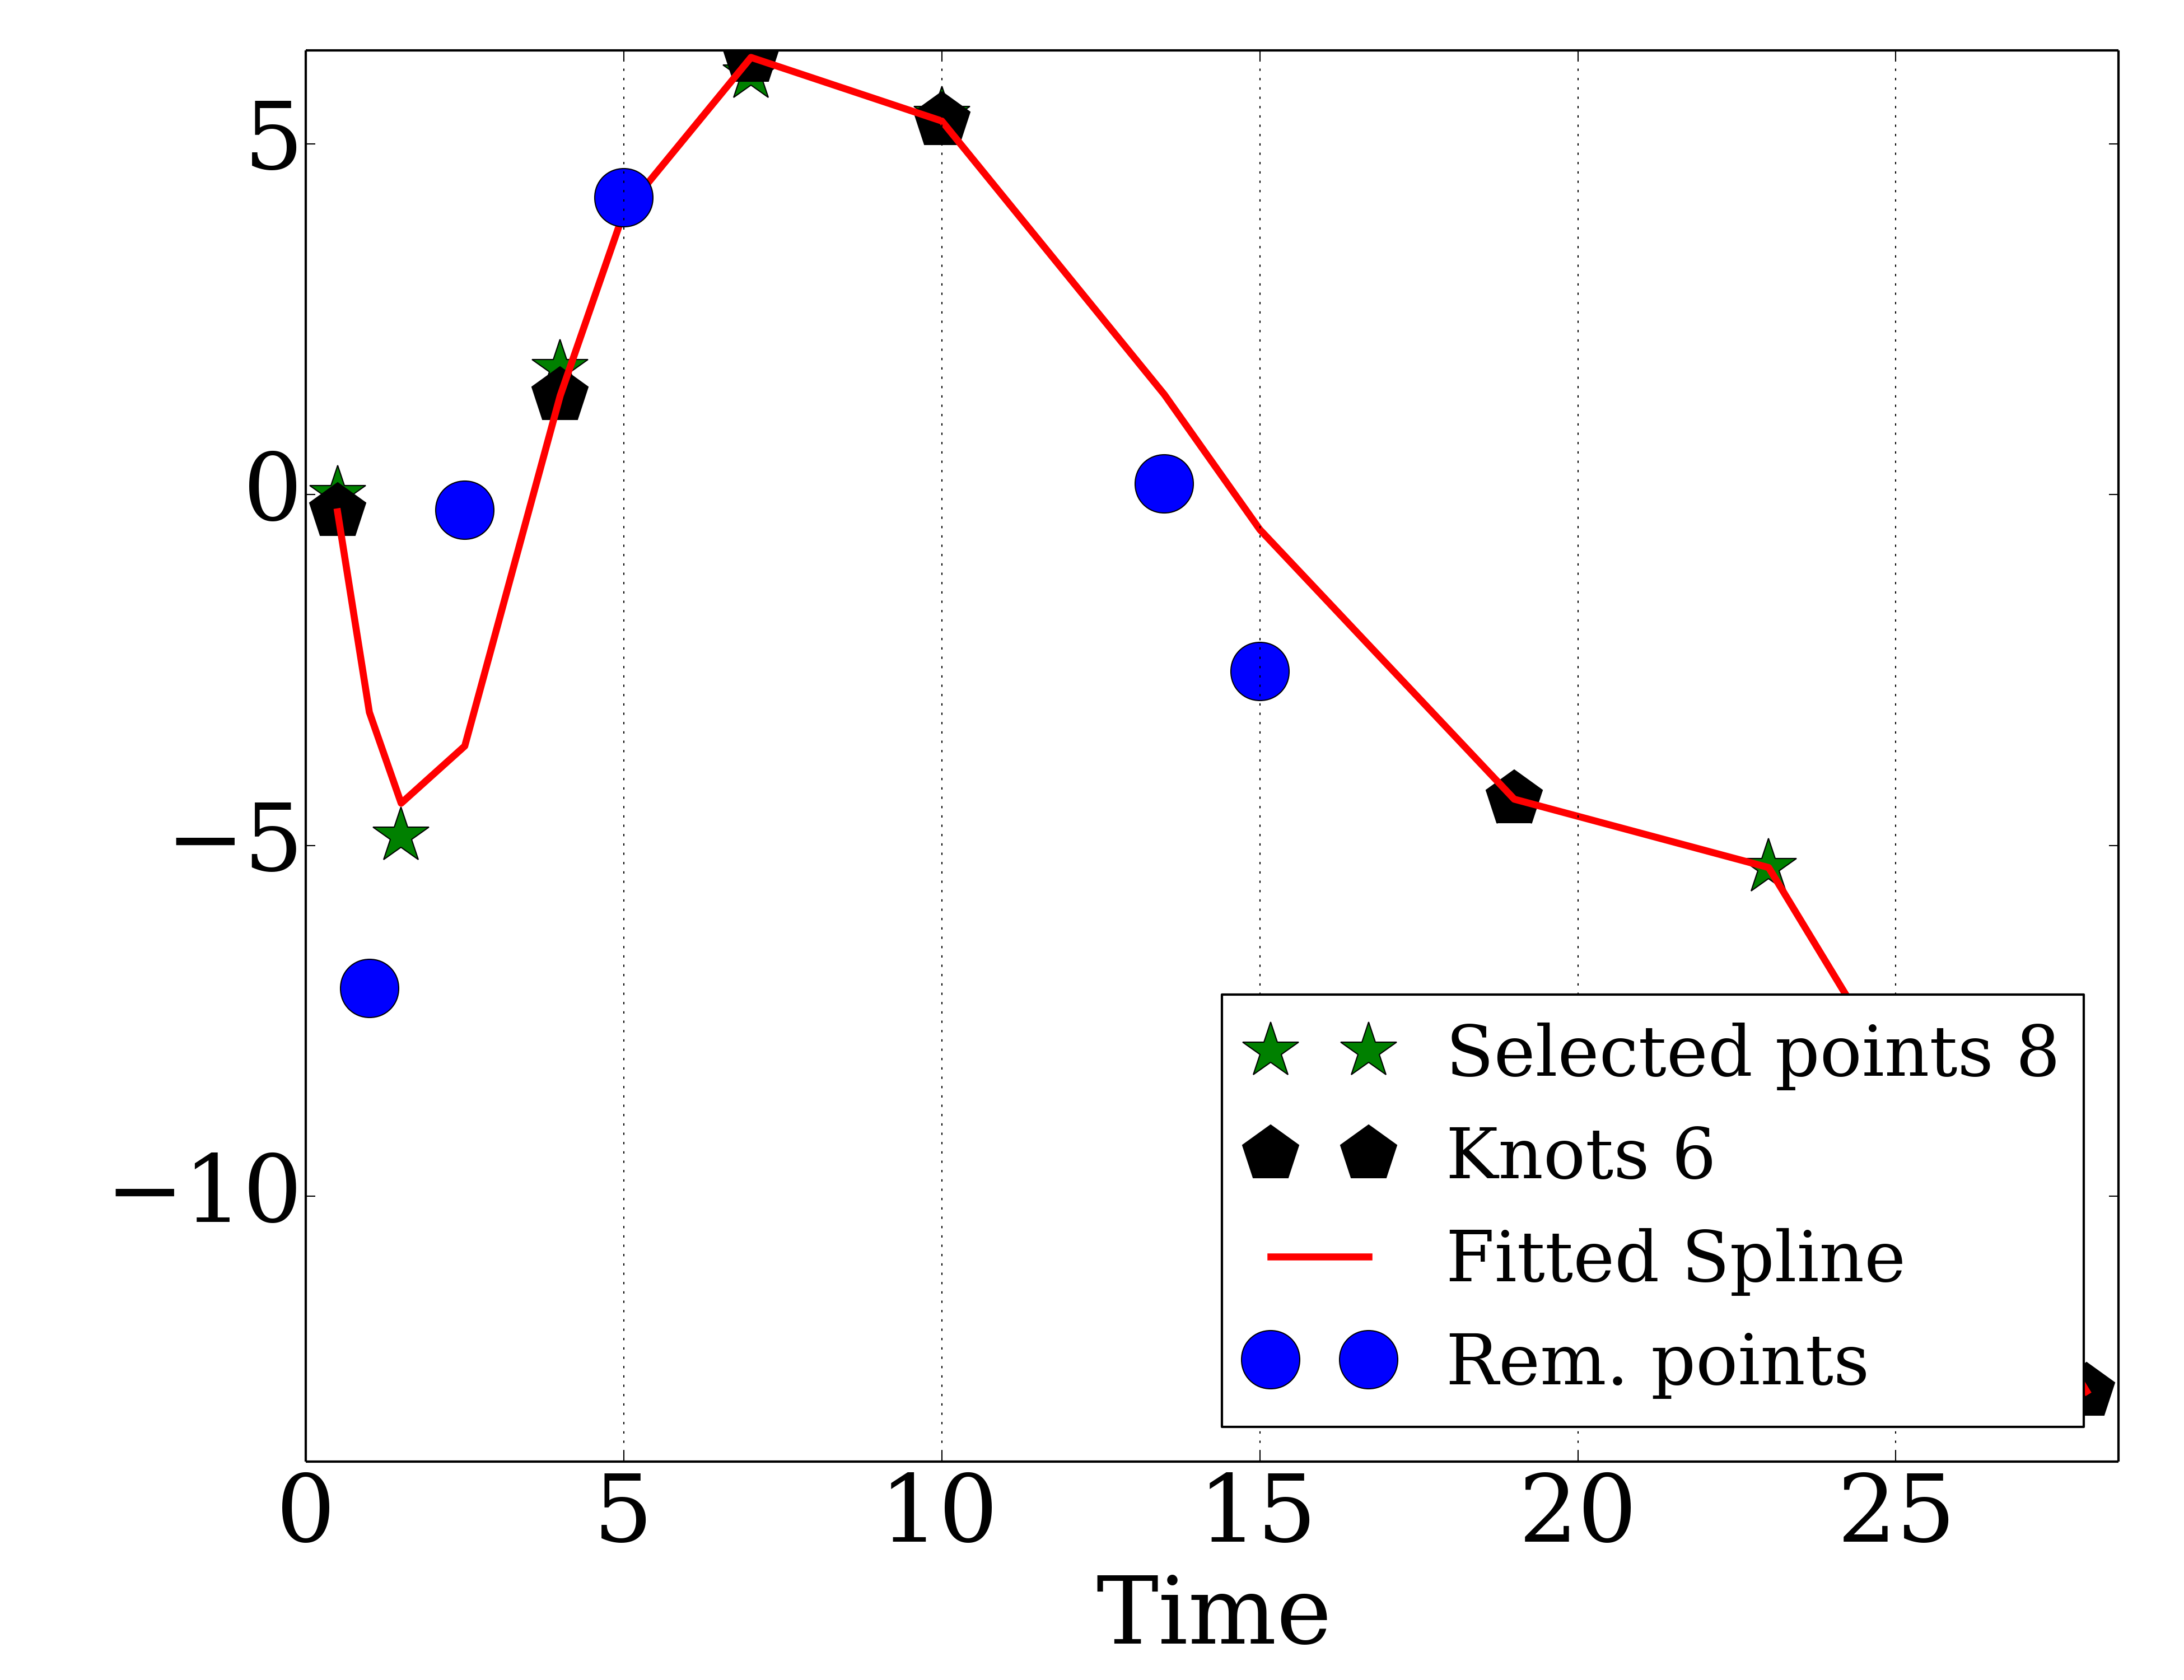 5
0
−5
−10
0 5 10 15 20 25
Time
Selected points 8
Knots 6
Fitted Spline
Rem. points